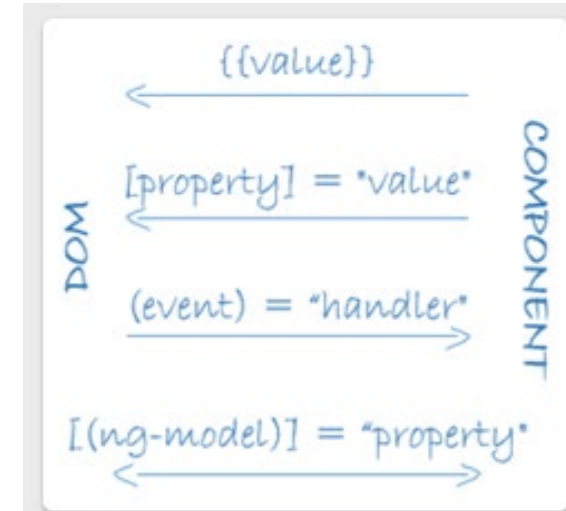 {{value}}
[property] = "value"
DOM
COMPONENT
(event) = "handler"
[(ng-model)] = "property"